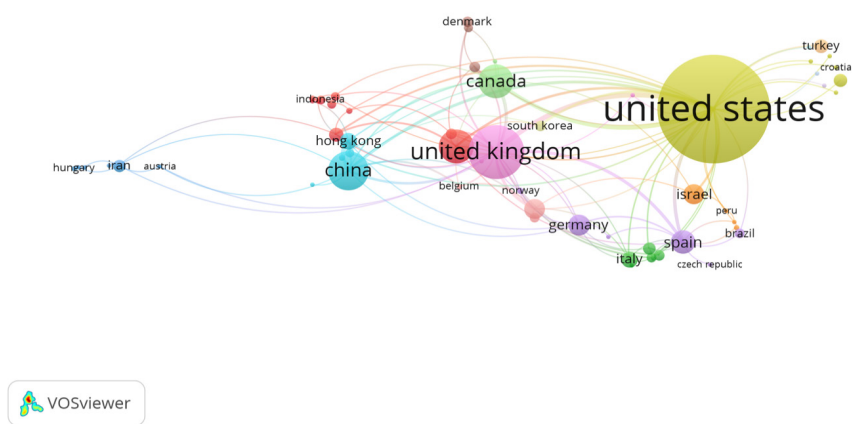 denmark
turkey
croatia
canada
indonesia
united states
south korea
hong kong
united kingdom
hungary
iran
austria
china
belgium
norway
israel
peru
germany
brazil
spain
italy
czech republic
VOSviewer